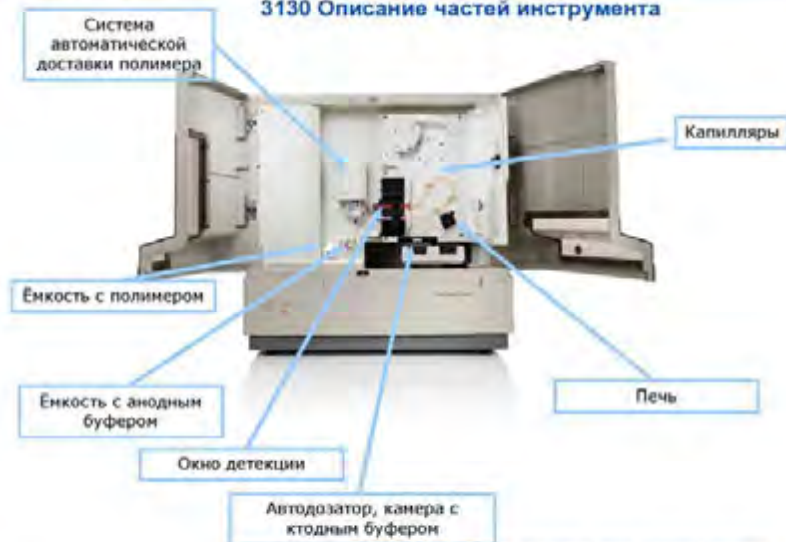 3130 Описание частей инструмента
Система
автоматической
доставки полимера
Капилляры
Ёмкость с полимером
Емкость с анодным
буфером
Печь
Окно детекции
Автодозатор, камера с
ктодным буфером